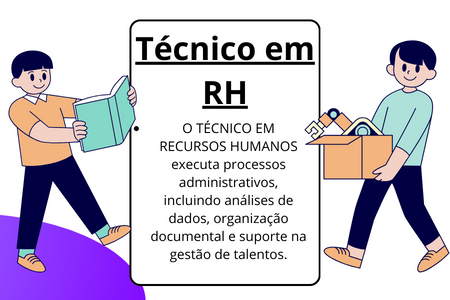 Técnico em
RH
• O TÉCNICO EM
RECURSOS HUMANOS
executa processos
administrativos,
incluindo análises de
dados, organização
documental e suporte na
gestão de talentos.